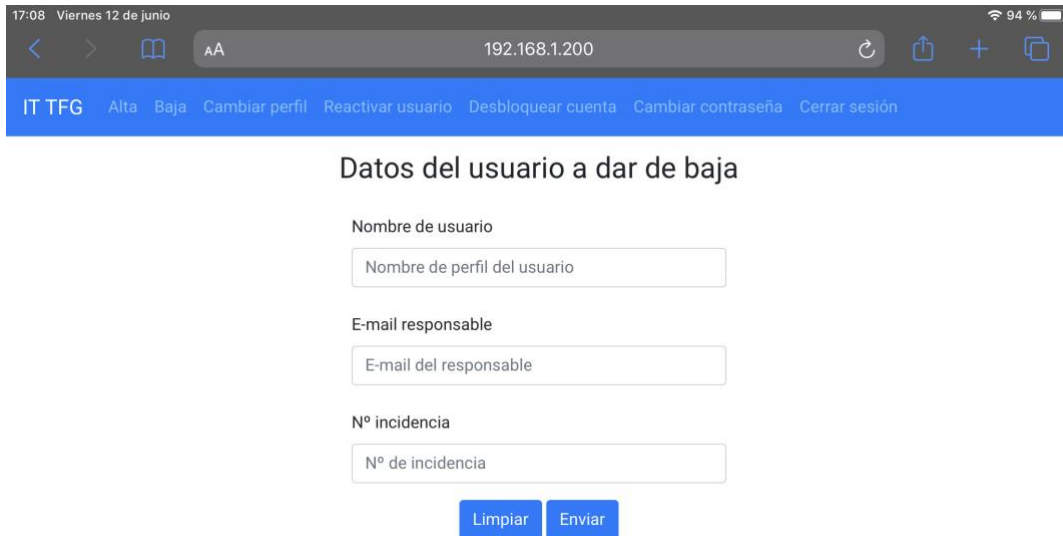 17:08 Viernes 12 de junio 94 %
AA 192.168.1.200
IT TFG Alta Baja Cambiar perfil Reactivar usuario Desbloquear cuenta Cambiar contraseña Cerrar sesión
Datos del usuario a dar de baja
Nombre de usuario
Nombre de perfil del usuario
E-mail responsable
E-mail del responsable
Nº incidencia
Nº de incidencia
Limpiar Enviar